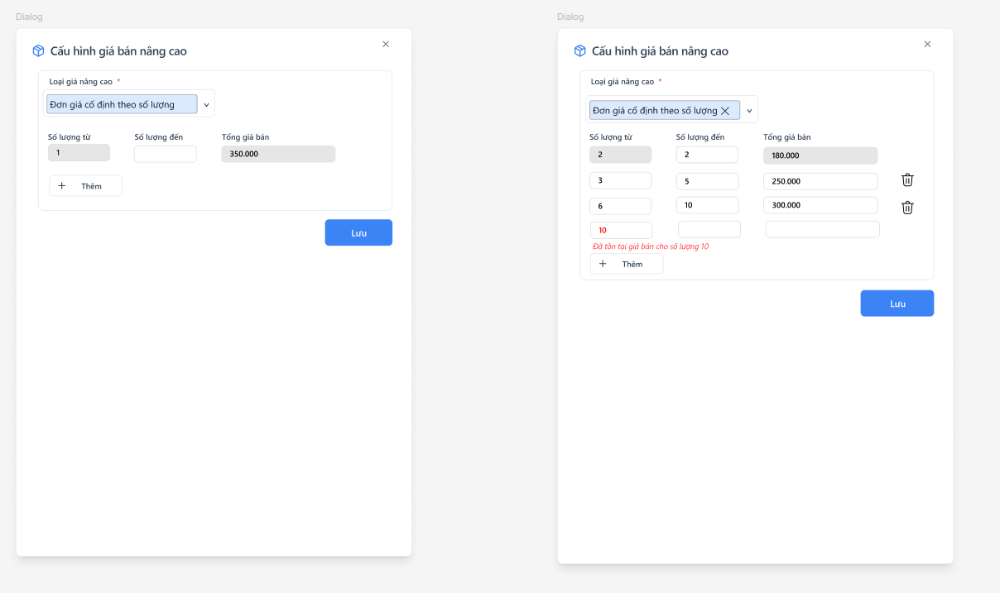 Dialog
Cấu hình giá bán nâng cao
Loại giá nâng cao *
Đơn giá cố định theo số lượng
Số lượng từ Số lượng đến Tổng giá bán
1 350.000
+ Thêm
Lưu
Dialog
Cấu hình giá bán nâng cao
Loại giá nâng cao *
Đơn giá cố định theo số lượng
Số lượng từ Số lượng đến Tổng giá bán
2 2 180.000
3 5 250.000
6 10 300.000
10
Đã tồn tại giá bán cho số lượng 10
+ Thêm
Lưu